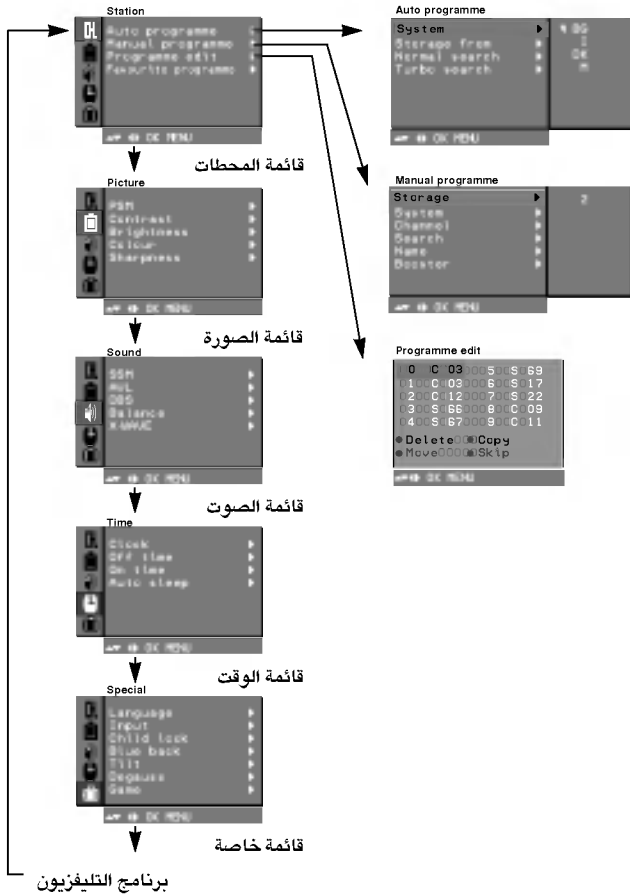 Station
Auto programme
Manual programme
Programme edit
Favourite programme
OK MENU
قائمة المحطات
Picture
PSM
Contrast
Brightness
Colour
Sharpness
OK MENU
قائمة الصورة
Sound
SSM
AVL
DBS
Balance
X-WAVE
OK MENU
قائمة الصوت
Time
Clock
Off time
On time
Auto sleep
OK MENU
قائمة الوقت
Special
Language
Input
Child lock
Blue back
Tilt
Degauss
Game
OK MENU
قائمة خاصة
برنامج التليفزيون
Auto programme
System BG
Storage from I
Normal search DK
Turbo search M
OK MENU
Manual programme
Storage 2
System
Channel
Search
Name
Booster
OK MENU
Programme edit
0 C 03 5 S 69
1 C 03 6 S 17
2 C 12 7 S 22
3 S 66 8 C 09
4 S 67 9 C 11
Delete Copy
Move Skip
OK MENU